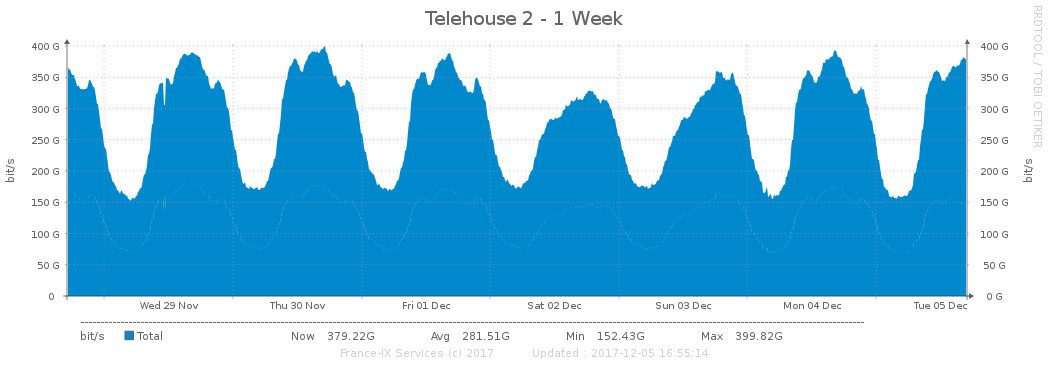 Telehouse 2 - 1 Week
RRDTOOL / TOBI OETIKER
400 G 400 G
350 G 350 G
300 G 300 G
250 G 250 G
200 G 200 G
150 G 150 G
100 G 100 G
50 G 50 G
0 0 G
bit/s bit/s
Wed 29 Nov Thu 30 Nov Fri 01 Dec Sat 02 Dec Sun 03 Dec Mon 04 Dec Tue 05 Dec
bit/s Total Now 379.22G Avg 281.51G Min 152.43G Max 399.82G
France-IX Services (c) 2017 Updated : 2017-12-05 16:55:14